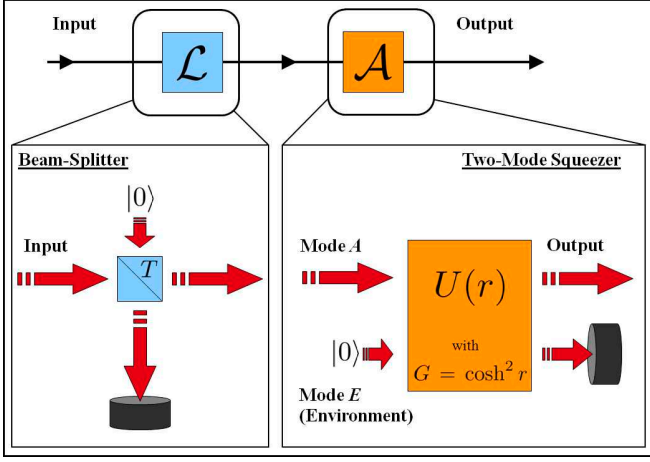 Input
Output
ℒ
𝒜
Beam-Splitter
|0⟩
Input
T
Two-Mode Squeezer
Mode A
Output
U(r)
|0⟩
with
G = cosh² r
Mode E
(Environment)